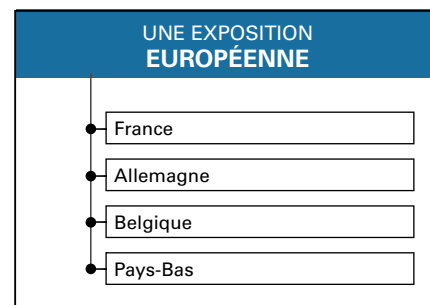 UNE EXPOSITION
EUROPÉENNE
France
Allemagne
Belgique
Pays-Bas